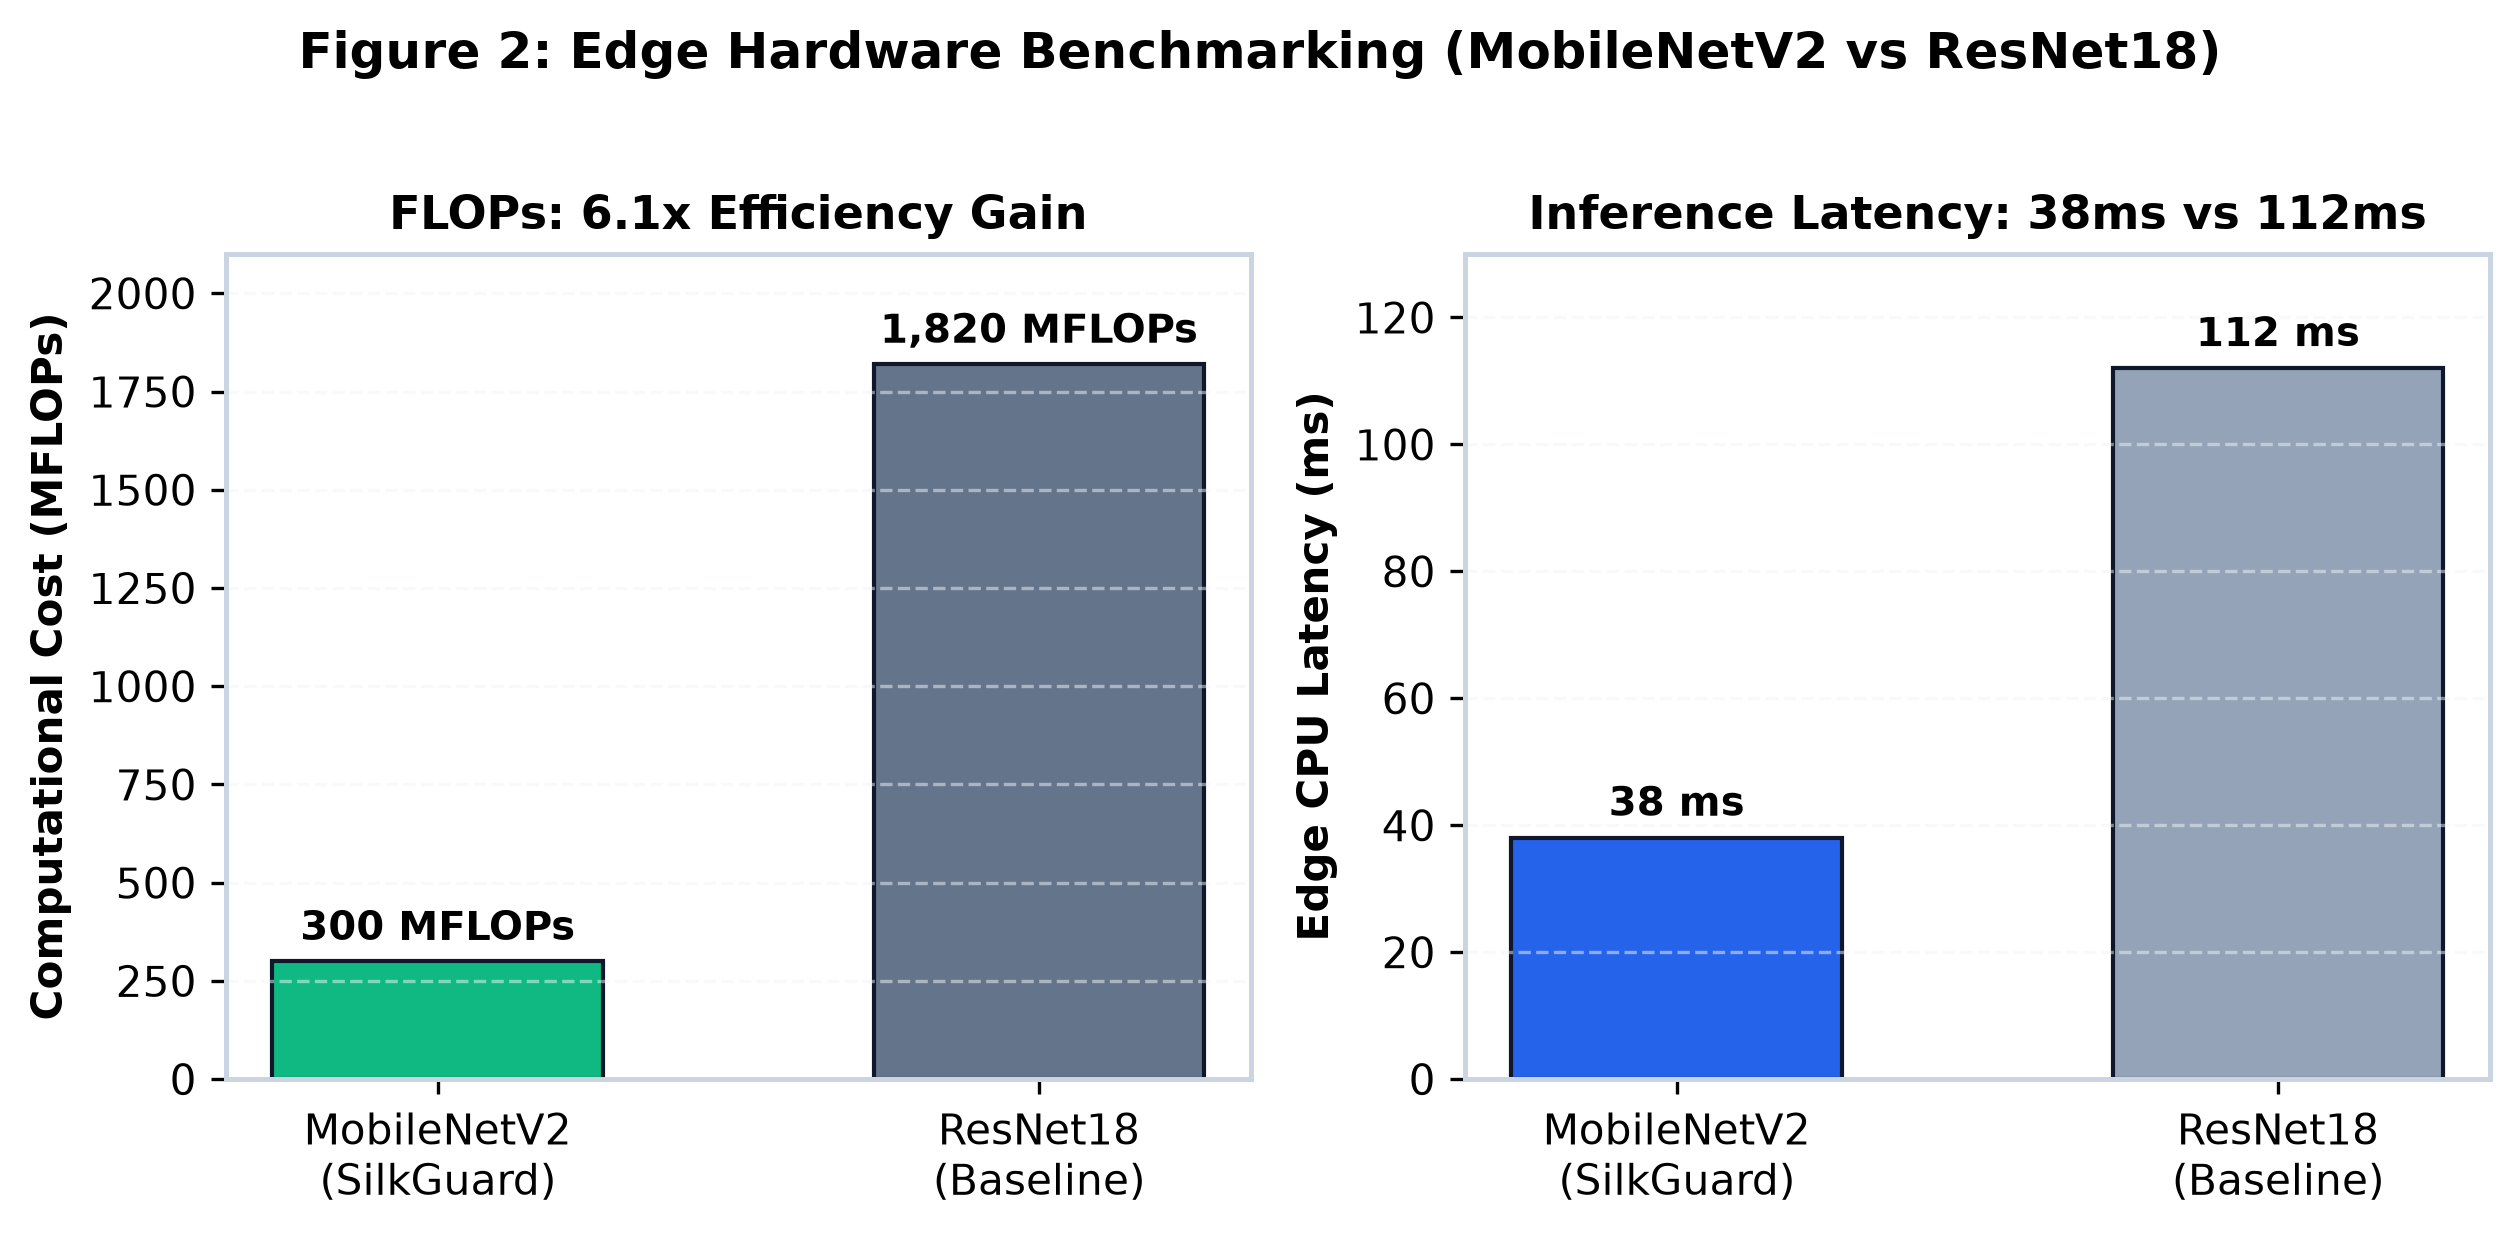 Figure 2: Edge Hardware Benchmarking (MobileNetV2 vs ResNet18)
FLOPs: 6.1x Efficiency Gain
Computational Cost (MFLOPs)
2000
1750
1500
1250
1000
750
500
250
0
300 MFLOPs
1,820 MFLOPs
MobileNetV2
(SilkGuard)
ResNet18
(Baseline)
Inference Latency: 38ms vs 112ms
Edge CPU Latency (ms)
120
100
80
60
40
20
0
38 ms
112 ms
MobileNetV2
(SilkGuard)
ResNet18
(Baseline)